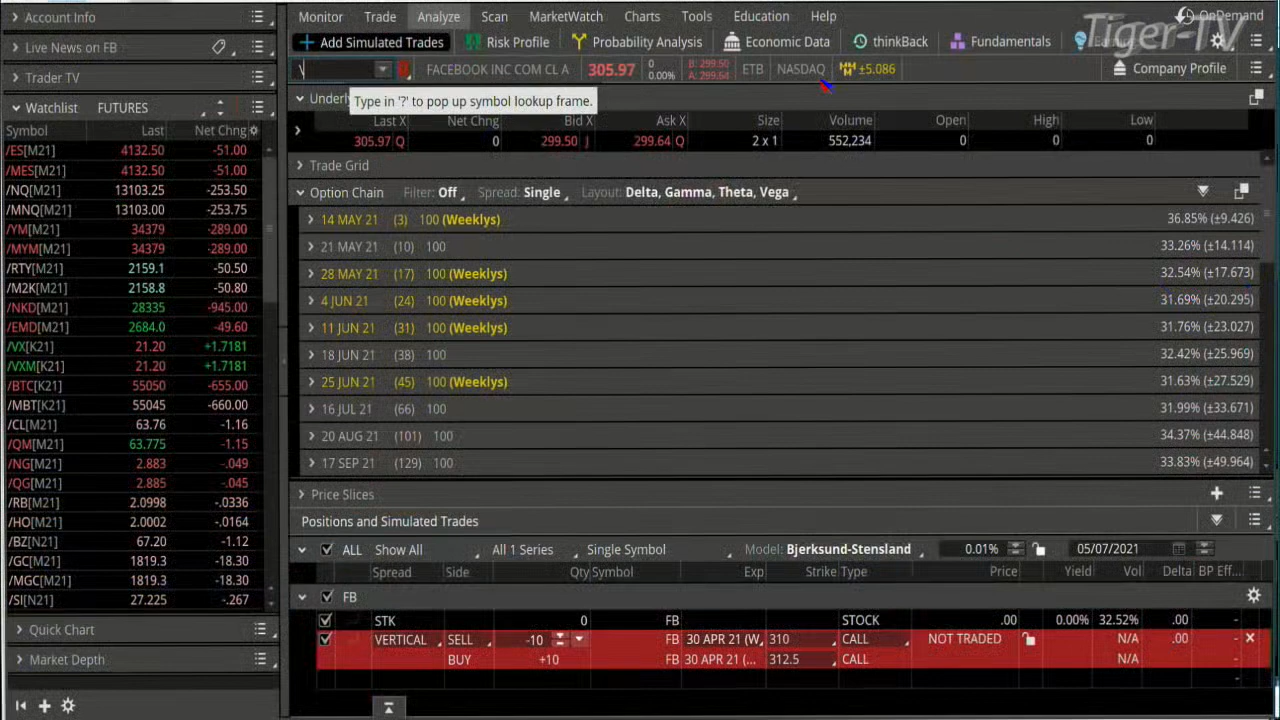 Account Info
Live News on FB
Trader TV
Watchlist FUTURES
Symbol Last Net Chng
/ES[M21] 4132.50 -51.00
/MES[M21] 4132.50 -51.00
/NQ[M21] 13103.25 -253.50
/MNQ[M21] 13103.00 -253.75
/YM[M21] 34379 -289.00
/MYM[M21] 34379 -289.00
/RTY[M21] 2159.1 -50.50
/M2K[M21] 2158.8 -50.80
/NKD[M21] 28335 -945.00
/EMD[M21] 2684.0 -49.60
/VX[K21] 21.20 +1.7181
/VXM[K21] 21.20 +1.7181
/BTC[K21] 55050 -655.00
/MBT[K21] 55045 -660.00
/CL[M21] 63.76 -1.16
/QM[M21] 63.775 -1.15
/NG[M21] 2.883 -.049
/QG[M21] 2.885 -.045
/RB[M21] 2.0998 -.0336
/HO[M21] 2.0002 -.0164
/BZ[N21] 67.20 -1.12
/GC[M21] 1819.3 -18.30
/MGC[M21] 1819.3 -18.30
/SI[N21] 27.225 -.267
Quick Chart
Market Depth
Monitor Trade Analyze Scan MarketWatch Charts Tools Education Help
OnDemand
Tiger-TV
Add Simulated Trades Risk Profile Probability Analysis Economic Data thinkBack Fundamentals
\ FACEBOOK INC COM CL A 305.97 0 0.00% B: 299.50 A: 299.64 ETB NASDAQ ±5.086 Company Profile
Underly
Type in '?' to pop up symbol lookup frame.
Last X Net Chng Bid X Ask X Size Volume Open High Low
305.97 Q 0 299.50 J 299.64 Q 2 x 1 552,234 0 0 0
Trade Grid
Option Chain Filter: Off Spread: Single Layout: Delta, Gamma, Theta, Vega
14 MAY 21 (3) 100 (Weeklys) 36.85% (±9.426)
21 MAY 21 (10) 100 33.26% (±14.114)
28 MAY 21 (17) 100 (Weeklys) 32.54% (±17.673)
4 JUN 21 (24) 100 (Weeklys) 31.69% (±20.295)
11 JUN 21 (31) 100 (Weeklys) 31.76% (±23.027)
18 JUN 21 (38) 100 32.42% (±25.969)
25 JUN 21 (45) 100 (Weeklys) 31.63% (±27.529)
16 JUL 21 (66) 100 31.99% (±33.671)
20 AUG 21 (101) 100 34.37% (±44.848)
17 SEP 21 (129) 100 33.83% (±49.964)
Price Slices
Positions and Simulated Trades
ALL Show All All 1 Series Single Symbol Model: Bjerksund-Stensland 0.01% 05/07/2021
Spread Side Qty Symbol Exp Strike Type Price Yield Vol Delta BP Eff...
FB
STK 0 FB STOCK .00 0.00% 32.52% .00 -
VERTICAL SELL -10 FB 30 APR 21 (W, 310 CALL NOT TRADED N/A .00 -
BUY +10 FB 30 APR 21 (... 312.5 CALL N/A -
-